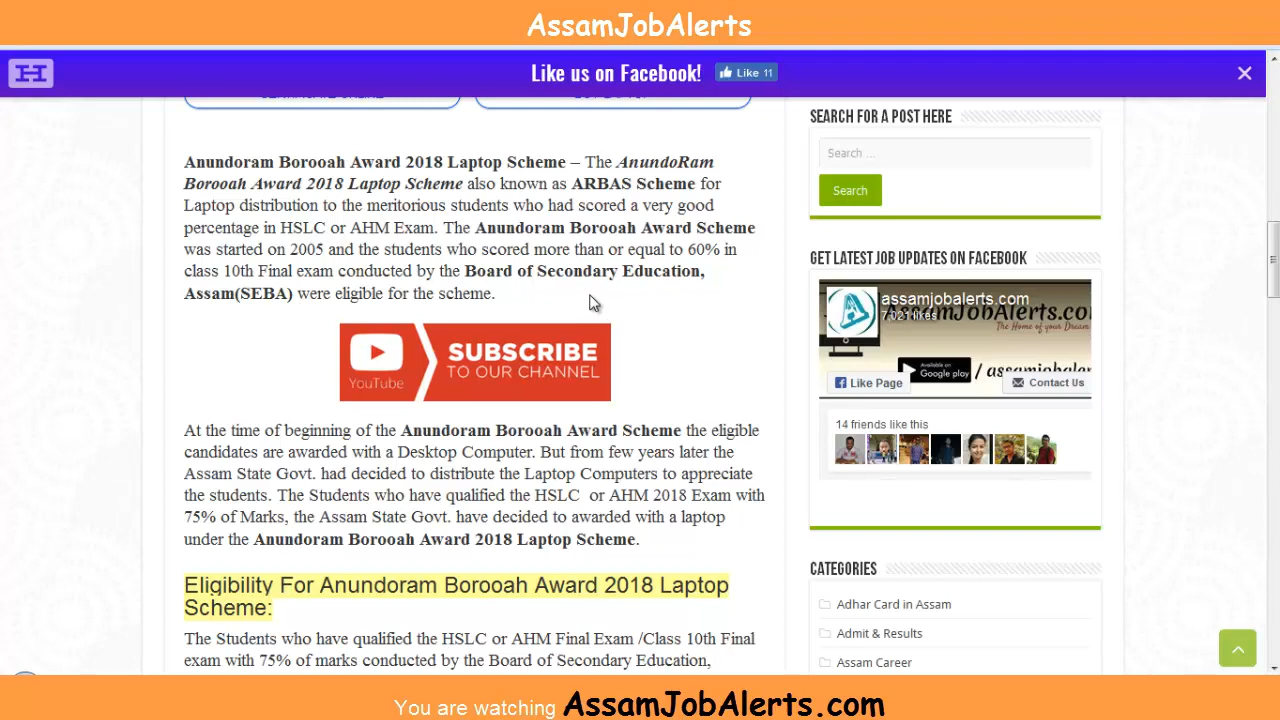 AssamJobAlerts
Like us on Facebook!
Like 11
Anundoram Borooah Award 2018 Laptop Scheme – The AnundoRam
Borooah Award 2018 Laptop Scheme also known as ARBAS Scheme for
Laptop distribution to the meritorious students who had scored a very good
percentage in HSLC or AHM Exam. The Anundoram Borooah Award Scheme
was started on 2005 and the students who scored more than or equal to 60% in
class 10th Final exam conducted by the Board of Secondary Education,
Assam(SEBA) were eligible for the scheme.
YouTube
SUBSCRIBE
TO OUR CHANNEL
At the time of beginning of the Anundoram Borooah Award Scheme the eligible
candidates are awarded with a Desktop Computer. But from few years later the
Assam State Govt. had decided to distribute the Laptop Computers to appreciate
the students. The Students who have qualified the HSLC or AHM 2018 Exam with
75% of Marks, the Assam State Govt. have decided to awarded with a laptop
under the Anundoram Borooah Award 2018 Laptop Scheme.
Eligibility For Anundoram Borooah Award 2018 Laptop
Scheme:
The Students who have qualified the HSLC or AHM Final Exam /Class 10th Final
exam with 75% of marks conducted by the Board of Secondary Education,
SEARCH FOR A POST HERE
Search ...
Search
GET LATEST JOB UPDATES ON FACEBOOK
assamjobalerts.com
7,021 likes
AssamJobAlerts.co
The Home of your Dream
Available on
Google play
/ assamjobale
Like Page
Contact Us
14 friends like this
CATEGORIES
Adhar Card in Assam
Admit & Results
Assam Career
You are watching AssamJobAlerts.com